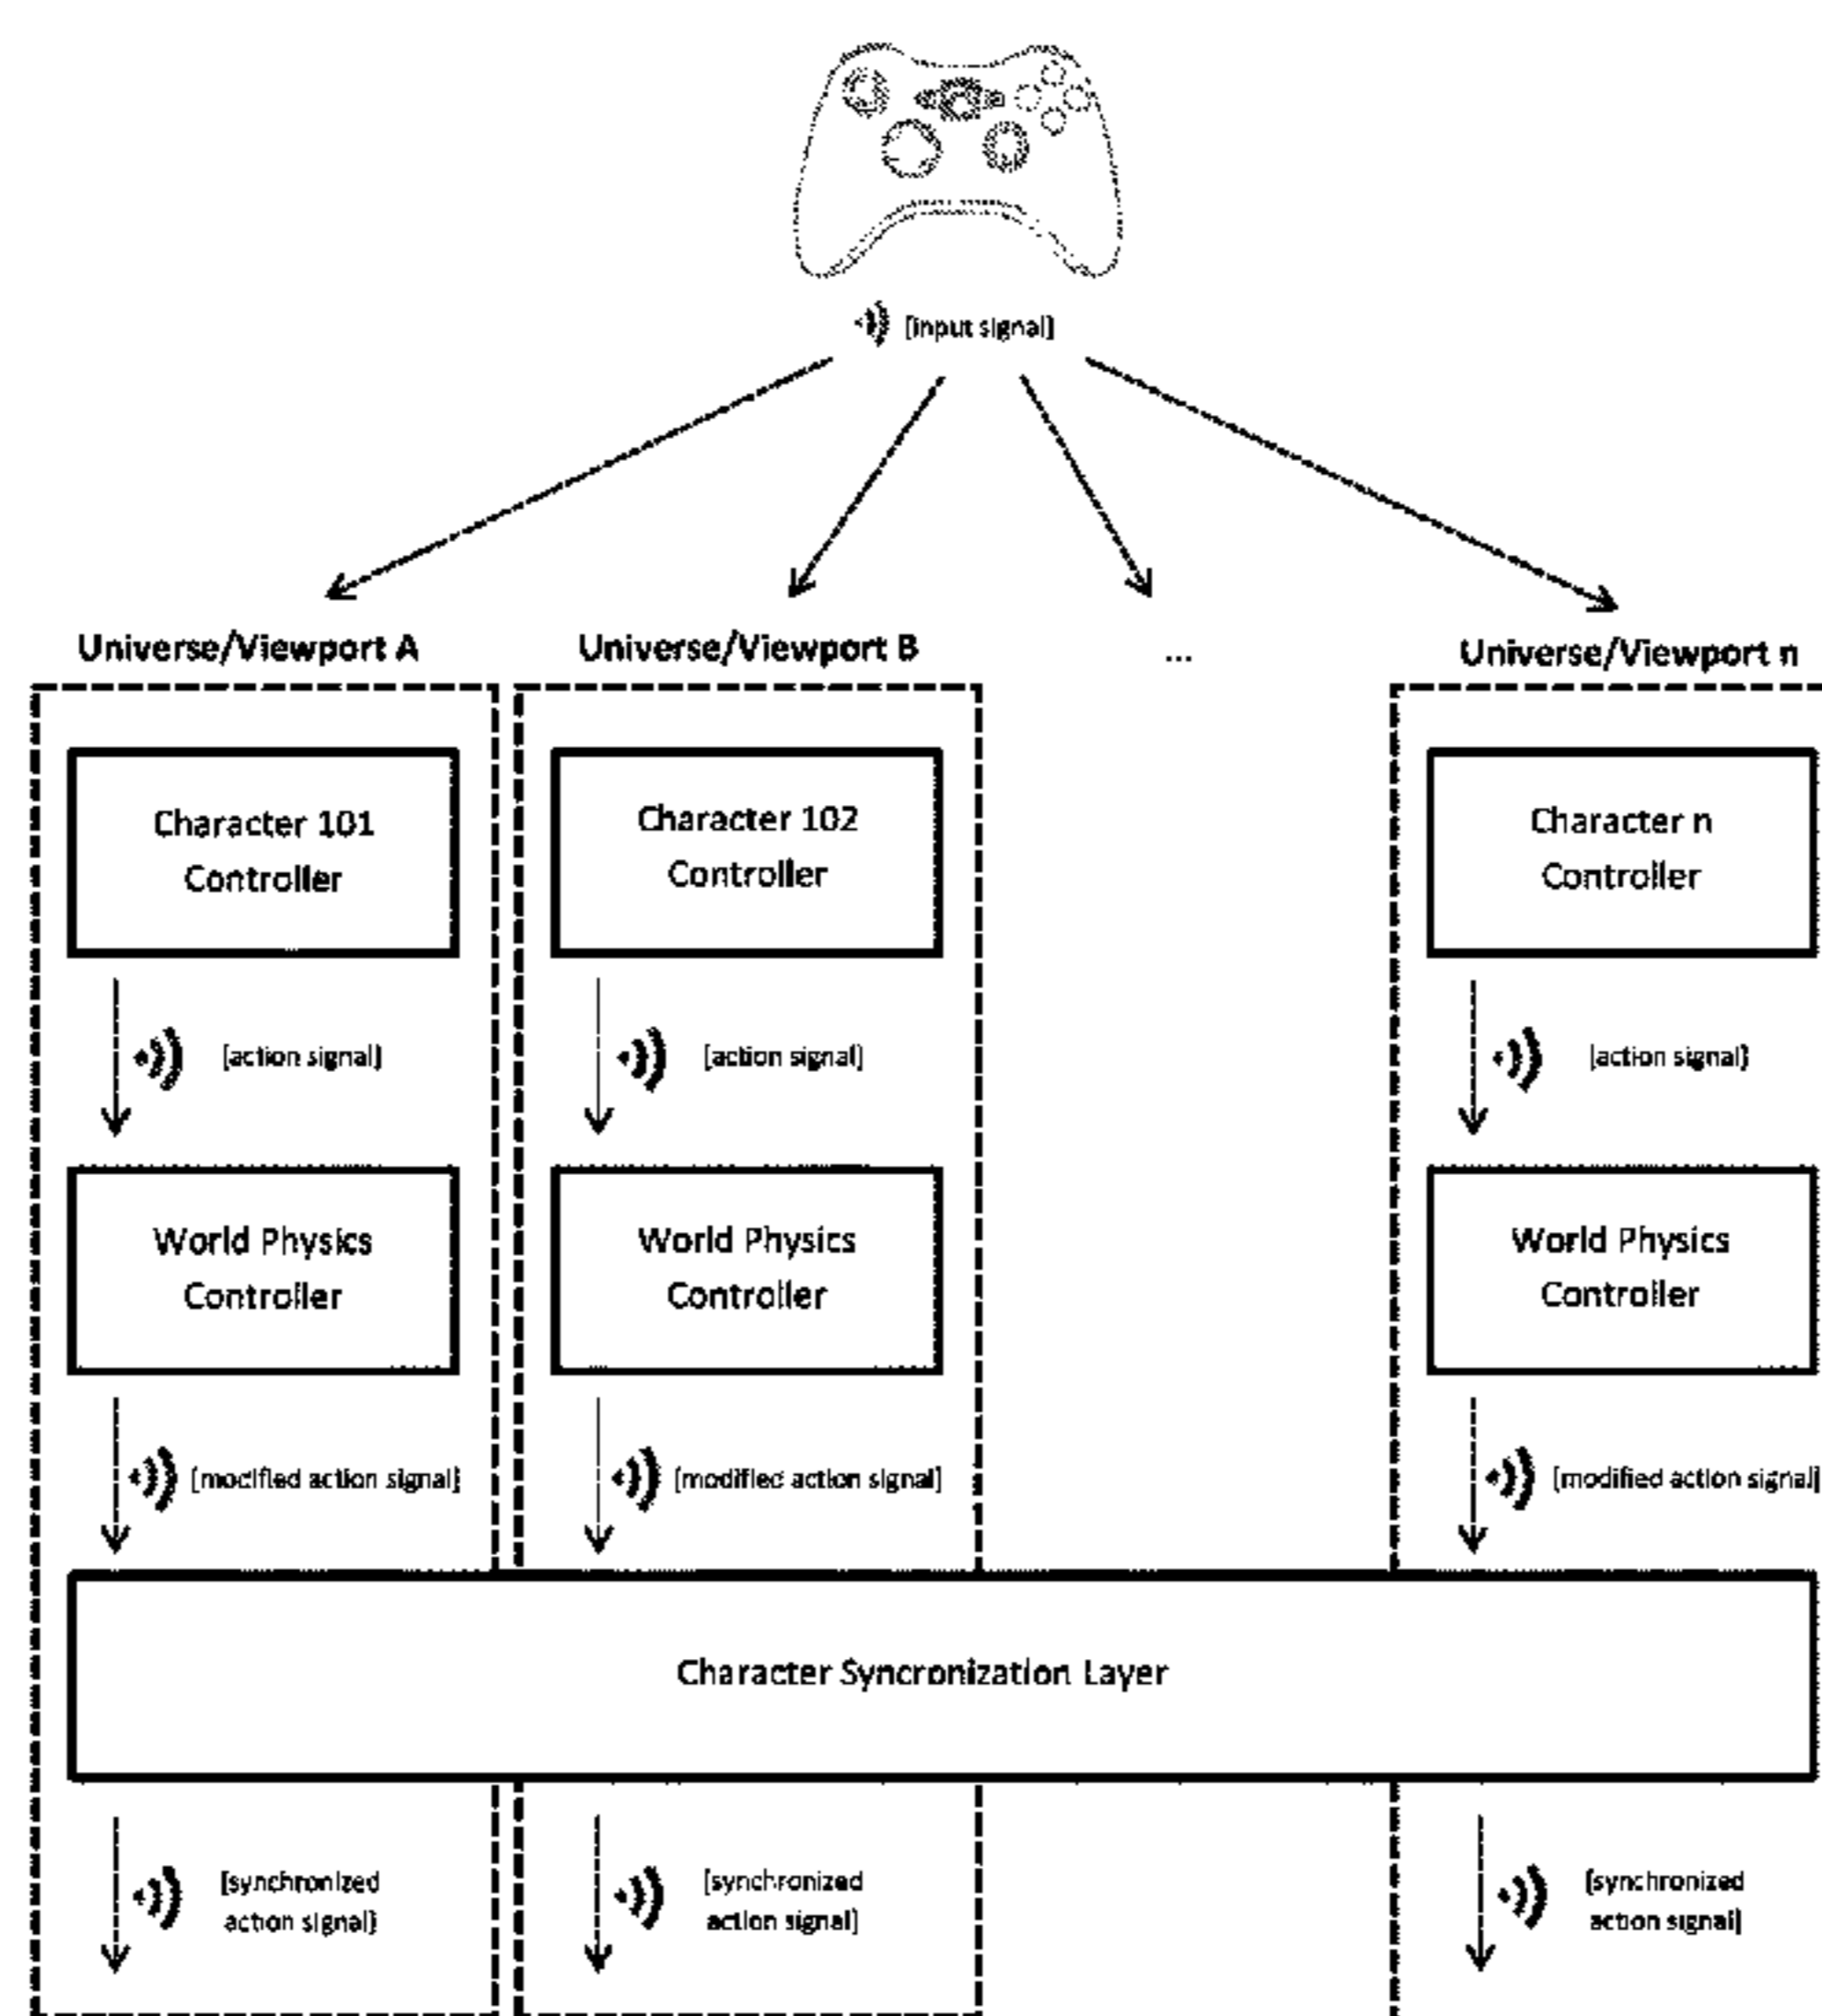 [input signal]
Universe/Viewport A
Universe/Viewport B
...
Universe/Viewport n
Character 101
Controller
Character 102
Controller
Character n
Controller
[action signal]
[action signal]
[action signal]
World Physics
Controller
World Physics
Controller
World Physics
Controller
[modified action signal]
[modified action signal]
[modified action signal]
Character Syncronization Layer
[synchronized
action signal]
[synchronized
action signal]
[synchronized
action signal]